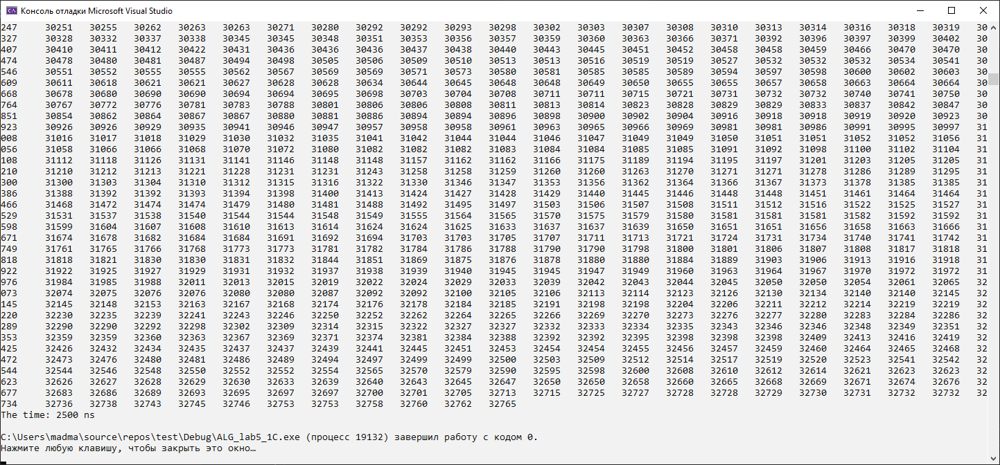 Консоль отладки Microsoft Visual Studio
247 30251 30255 30262 30263 30263 30271 30280 30292 30292 30293 30298 30302 30303 30307 30308 30310 30313 30314 30316 30318 30319 30
327 30328 30332 30337 30338 30345 30345 30348 30351 30353 30356 30357 30359 30360 30363 30366 30371 30392 30396 30397 30399 30402 30
407 30410 30411 30412 30422 30431 30436 30436 30436 30437 30438 30440 30443 30445 30451 30452 30458 30458 30459 30466 30470 30470 30
474 30478 30480 30481 30487 30494 30498 30505 30506 30509 30510 30513 30513 30516 30519 30519 30527 30532 30532 30532 30534 30541 30
546 30551 30552 30555 30555 30562 30567 30569 30569 30571 30573 30580 30581 30585 30585 30589 30594 30597 30598 30600 30602 30603 30
609 30611 30618 30621 30621 30627 30628 30628 30634 30644 30645 30648 30648 30649 30650 30655 30655 30657 30658 30663 30664 30664 30
668 30678 30680 30690 30690 30694 30694 30695 30698 30703 30704 30708 30711 30711 30715 30721 30731 30732 30732 30740 30741 30750 30
764 30767 30772 30776 30781 30783 30788 30801 30806 30806 30808 30811 30813 30814 30823 30828 30829 30829 30833 30837 30842 30847 30
851 30854 30862 30864 30867 30867 30880 30881 30886 30894 30894 30896 30898 30900 30902 30904 30916 30918 30918 30919 30920 30923 30
923 30926 30926 30929 30935 30941 30946 30947 30957 30958 30958 30961 30963 30965 30966 30969 30981 30981 30986 30991 30995 30997 31
008 31016 31017 31018 31029 31030 31032 31035 31041 31042 31044 31044 31046 31047 31049 31049 31050 31051 31051 31052 31052 31056 31
056 31058 31066 31066 31068 31070 31072 31080 31082 31082 31082 31083 31084 31084 31085 31085 31091 31092 31098 31100 31102 31104 31
108 31112 31118 31126 31131 31141 31146 31148 31148 31157 31162 31162 31166 31175 31189 31194 31195 31197 31201 31203 31205 31205 31
210 31210 31212 31213 31221 31228 31231 31231 31243 31258 31258 31259 31260 31260 31263 31270 31271 31271 31278 31286 31289 31295 31
300 31300 31303 31304 31310 31312 31315 31316 31322 31330 31346 31347 31353 31356 31362 31364 31366 31367 31373 31378 31385 31385 31
386 31388 31392 31392 31393 31394 31398 31400 31413 31424 31427 31428 31429 31440 31445 31446 31448 31448 31451 31461 31464 31464 31
466 31468 31472 31474 31474 31479 31480 31481 31488 31492 31495 31497 31503 31506 31507 31508 31511 31512 31516 31522 31525 31527 31
529 31531 31537 31538 31540 31544 31544 31548 31549 31555 31564 31565 31570 31575 31579 31580 31581 31581 31581 31582 31592 31592 31
598 31599 31604 31607 31608 31610 31613 31614 31624 31624 31625 31633 31637 31637 31639 31650 31651 31651 31656 31658 31663 31666 31
671 31674 31678 31682 31684 31684 31691 31692 31694 31703 31703 31705 31707 31711 31713 31721 31724 31731 31734 31740 31741 31742 31
749 31761 31765 31766 31768 31773 31773 31781 31782 31784 31786 31788 31790 31790 31798 31800 31801 31806 31807 31808 31817 31818 31
818 31818 31821 31830 31830 31831 31832 31844 31851 31869 31875 31876 31878 31880 31880 31884 31889 31903 31906 31913 31916 31918 31
922 31922 31925 31927 31929 31931 31932 31937 31938 31939 31940 31945 31945 31947 31949 31960 31963 31964 31967 31970 31972 31972 31
976 31984 31985 31988 32011 32013 32015 32019 32022 32024 32029 32033 32039 32042 32043 32044 32045 32050 32050 32054 32061 32065 32
073 32074 32075 32076 32076 32080 32080 32087 32092 32092 32100 32105 32106 32113 32114 32123 32126 32130 32134 32140 32140 32145 32
145 32145 32148 32153 32163 32167 32168 32174 32176 32178 32184 32185 32191 32198 32198 32204 32206 32211 32212 32214 32219 32219 32
220 32230 32235 32239 32241 32243 32246 32250 32252 32262 32264 32265 32266 32269 32270 32273 32276 32277 32280 32283 32284 32286 32
289 32290 32290 32292 32298 32302 32309 32314 32315 32322 32327 32327 32332 32333 32334 32335 32343 32346 32346 32348 32349 32351 32
353 32359 32359 32360 32363 32367 32369 32371 32374 32381 32384 32388 32392 32392 32395 32398 32398 32398 32409 32413 32416 32419 32
425 32426 32432 32434 32435 32437 32437 32439 32441 32445 32451 32453 32454 32454 32455 32456 32457 32459 32460 32464 32465 32468 32
472 32473 32476 32480 32481 32486 32489 32494 32497 32499 32499 32500 32503 32509 32512 32514 32517 32519 32520 32523 32541 32542 32
544 32544 32546 32548 32550 32552 32552 32554 32565 32570 32579 32590 32595 32598 32600 32608 32610 32612 32614 32621 32623 32623 32
623 32626 32627 32628 32629 32630 32633 32639 32640 32643 32645 32647 32650 32650 32658 32660 32665 32668 32669 32671 32674 32676 32
677 32683 32686 32689 32693 32695 32697 32697 32700 32701 32705 32713 32715 32725 32727 32728 32728 32729 32730 32731 32732 32732 32
734 32736 32738 32743 32745 32746 32753 32753 32758 32760 32762 32765
The time: 2500 ns
C:\Users\madma\source\repos\test\Debug\ALG_lab5_1C.exe (процесс 19132) завершил работу с кодом 0.
Нажмите любую клавишу, чтобы закрыть это окно…